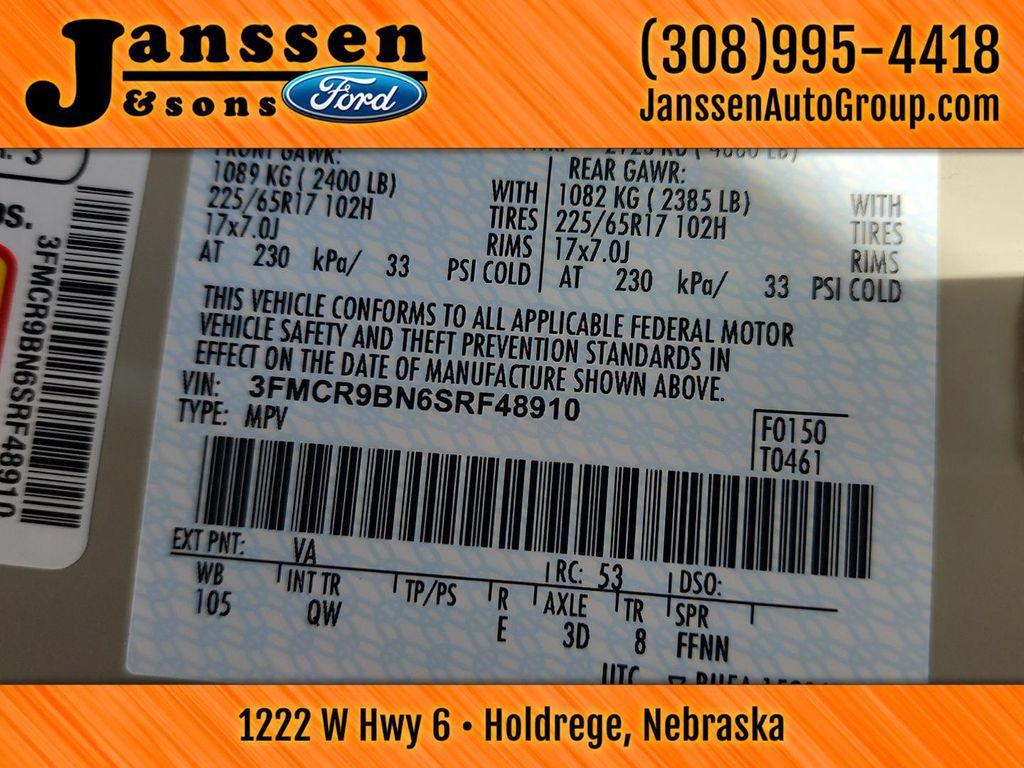 Janssen
& sons
Ford
(308)995-4418
JanssenAutoGroup.com
3FMCR9BN6SRF48910
FRONT GAWR:
1089 KG ( 2400 LB)
225/65R17 102H
17x7.0J
AT 230 kPa/ 33 PSI COLD
WITH
TIRES
RIMS
REAR GAWR:
1082 KG ( 2385 LB)
225/65R17 102H
17x7.0J
AT 230 kPa/ 33 PSI COLD
WITH
TIRES
RIMS
THIS VEHICLE CONFORMS TO ALL APPLICABLE FEDERAL MOTOR
VEHICLE SAFETY AND THEFT PREVENTION STANDARDS IN
EFFECT ON THE DATE OF MANUFACTURE SHOWN ABOVE.
VIN: 3FMCR9BN6SRF48910
TYPE: MPV
F0150
T0461
EXT PNT: VA RC: 53 DSO:
WB INT TR TP/PS R AXLE TR SPR
105 QW E 3D 8 FFNN
UTC
1222 W Hwy 6 • Holdrege, Nebraska